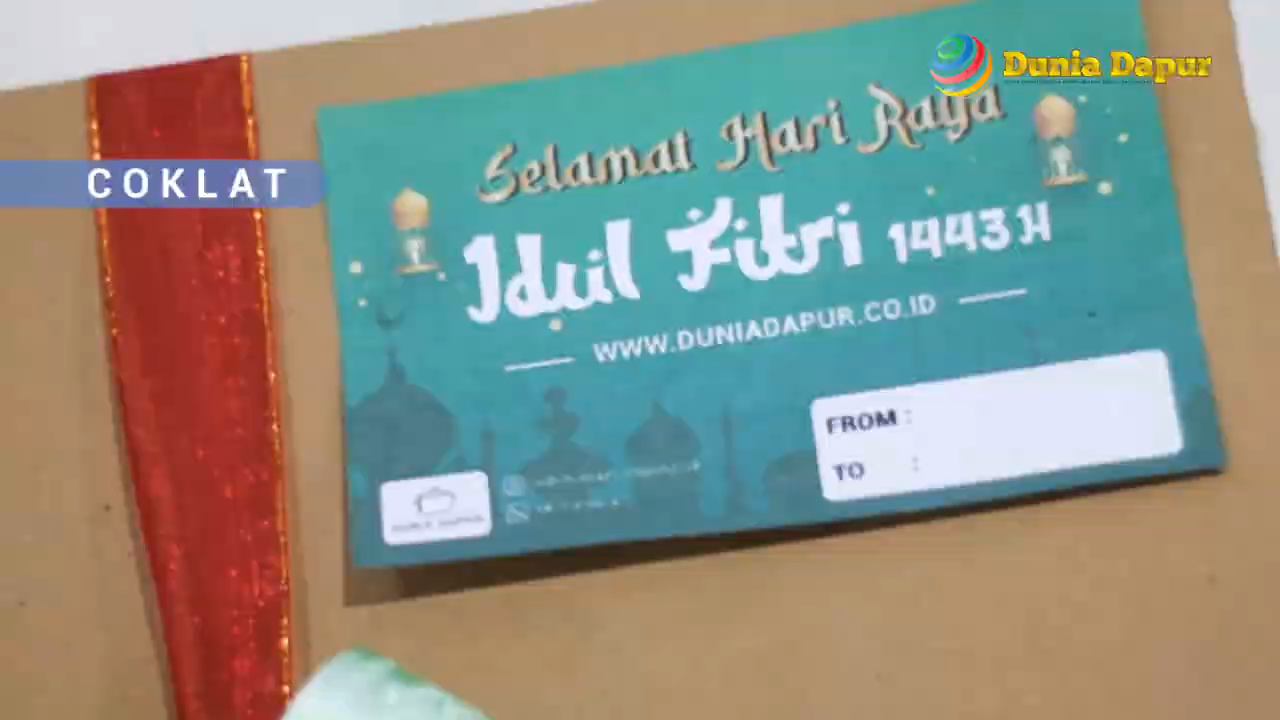 Dunia Dapur
COKLAT
Selamat Hari Raya
Idul Fitri 1443 H
WWW.DUNIADAPUR.CO.ID
FROM :
TO :